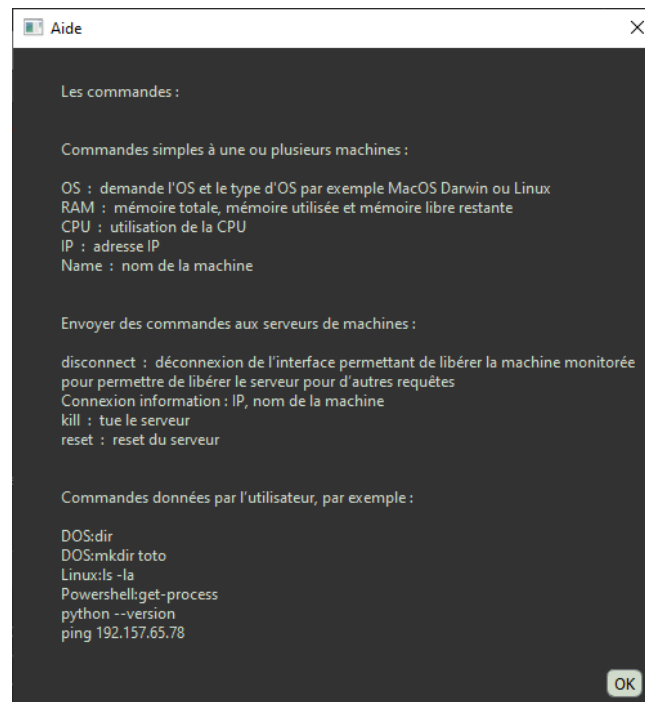 Aide
Les commandes :
Commandes simples à une ou plusieurs machines :
OS : demande l'OS et le type d'OS par exemple MacOS Darwin ou Linux
RAM : mémoire totale, mémoire utilisée et mémoire libre restante
CPU : utilisation de la CPU
IP : adresse IP
Name : nom de la machine
Envoyer des commandes aux serveurs de machines :
disconnect : déconnexion de l'interface permettant de libérer la machine monitorée
pour permettre de libérer le serveur pour d'autres requêtes
Connexion information : IP, nom de la machine
kill : tue le serveur
reset : reset du serveur
Commandes données par l'utilisateur, par exemple :
DOS:dir
DOS:mkdir toto
Linux:ls -la
Powershell:get-process
python --version
ping 192.157.65.78
OK